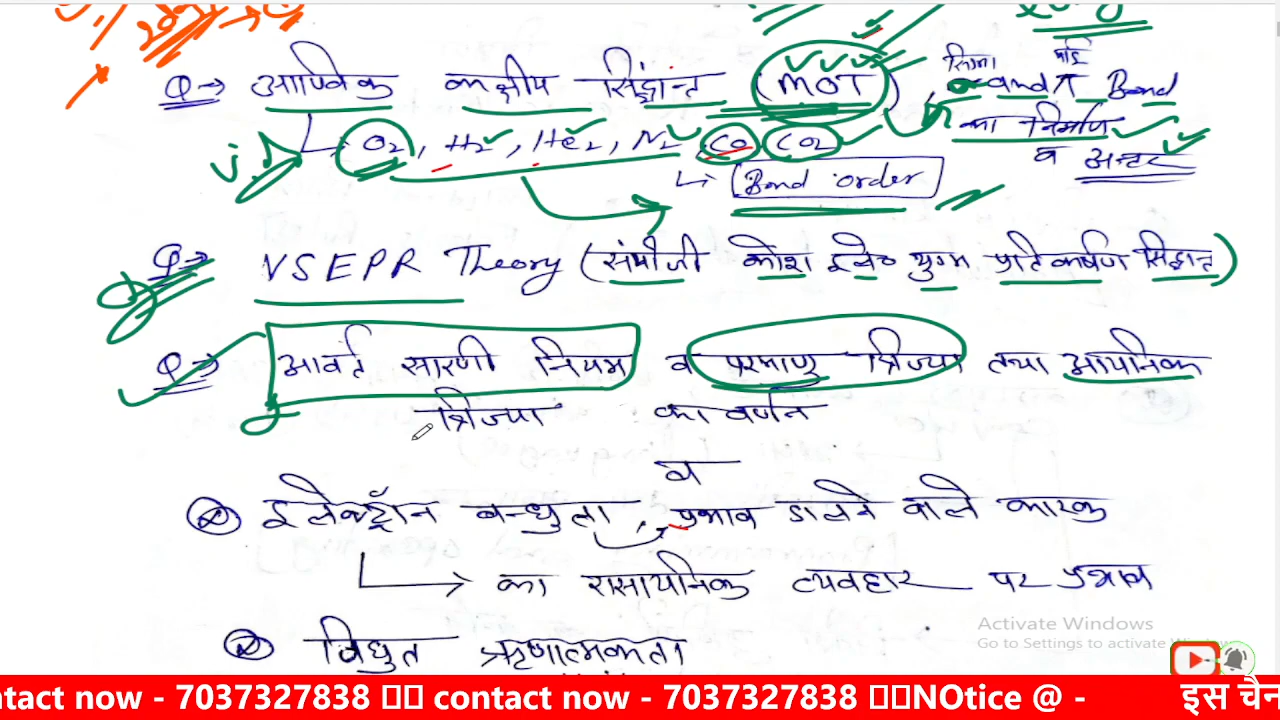 Q→ आण्विक कक्षीय सिद्धान्त (MOT), सिग्मा σ and पाई π Bond
का निर्माण
व अन्तर
O₂, H₂, He₂, N₂ CO CO₂
↳ Bond order
Q→ VSEPR Theory (संयोजी कोश इलै० युग्म प्रतिकर्षण सिद्धान्त)
Q→ आवर्त सारणी नियम व परमाणु त्रिज्या तथा आयनिक
त्रिज्या का वर्णन
व
इलेक्ट्रॉन बन्धुता, प्रभाव डालने वाले कारक
का रासायनिक व्यवहार पर प्रभाव
विधुत ऋणात्मकता
Activate Windows
Go to Settings to activate
ntact now - 7037327838 contact now - 7037327838 NOtice @ - इस चैन